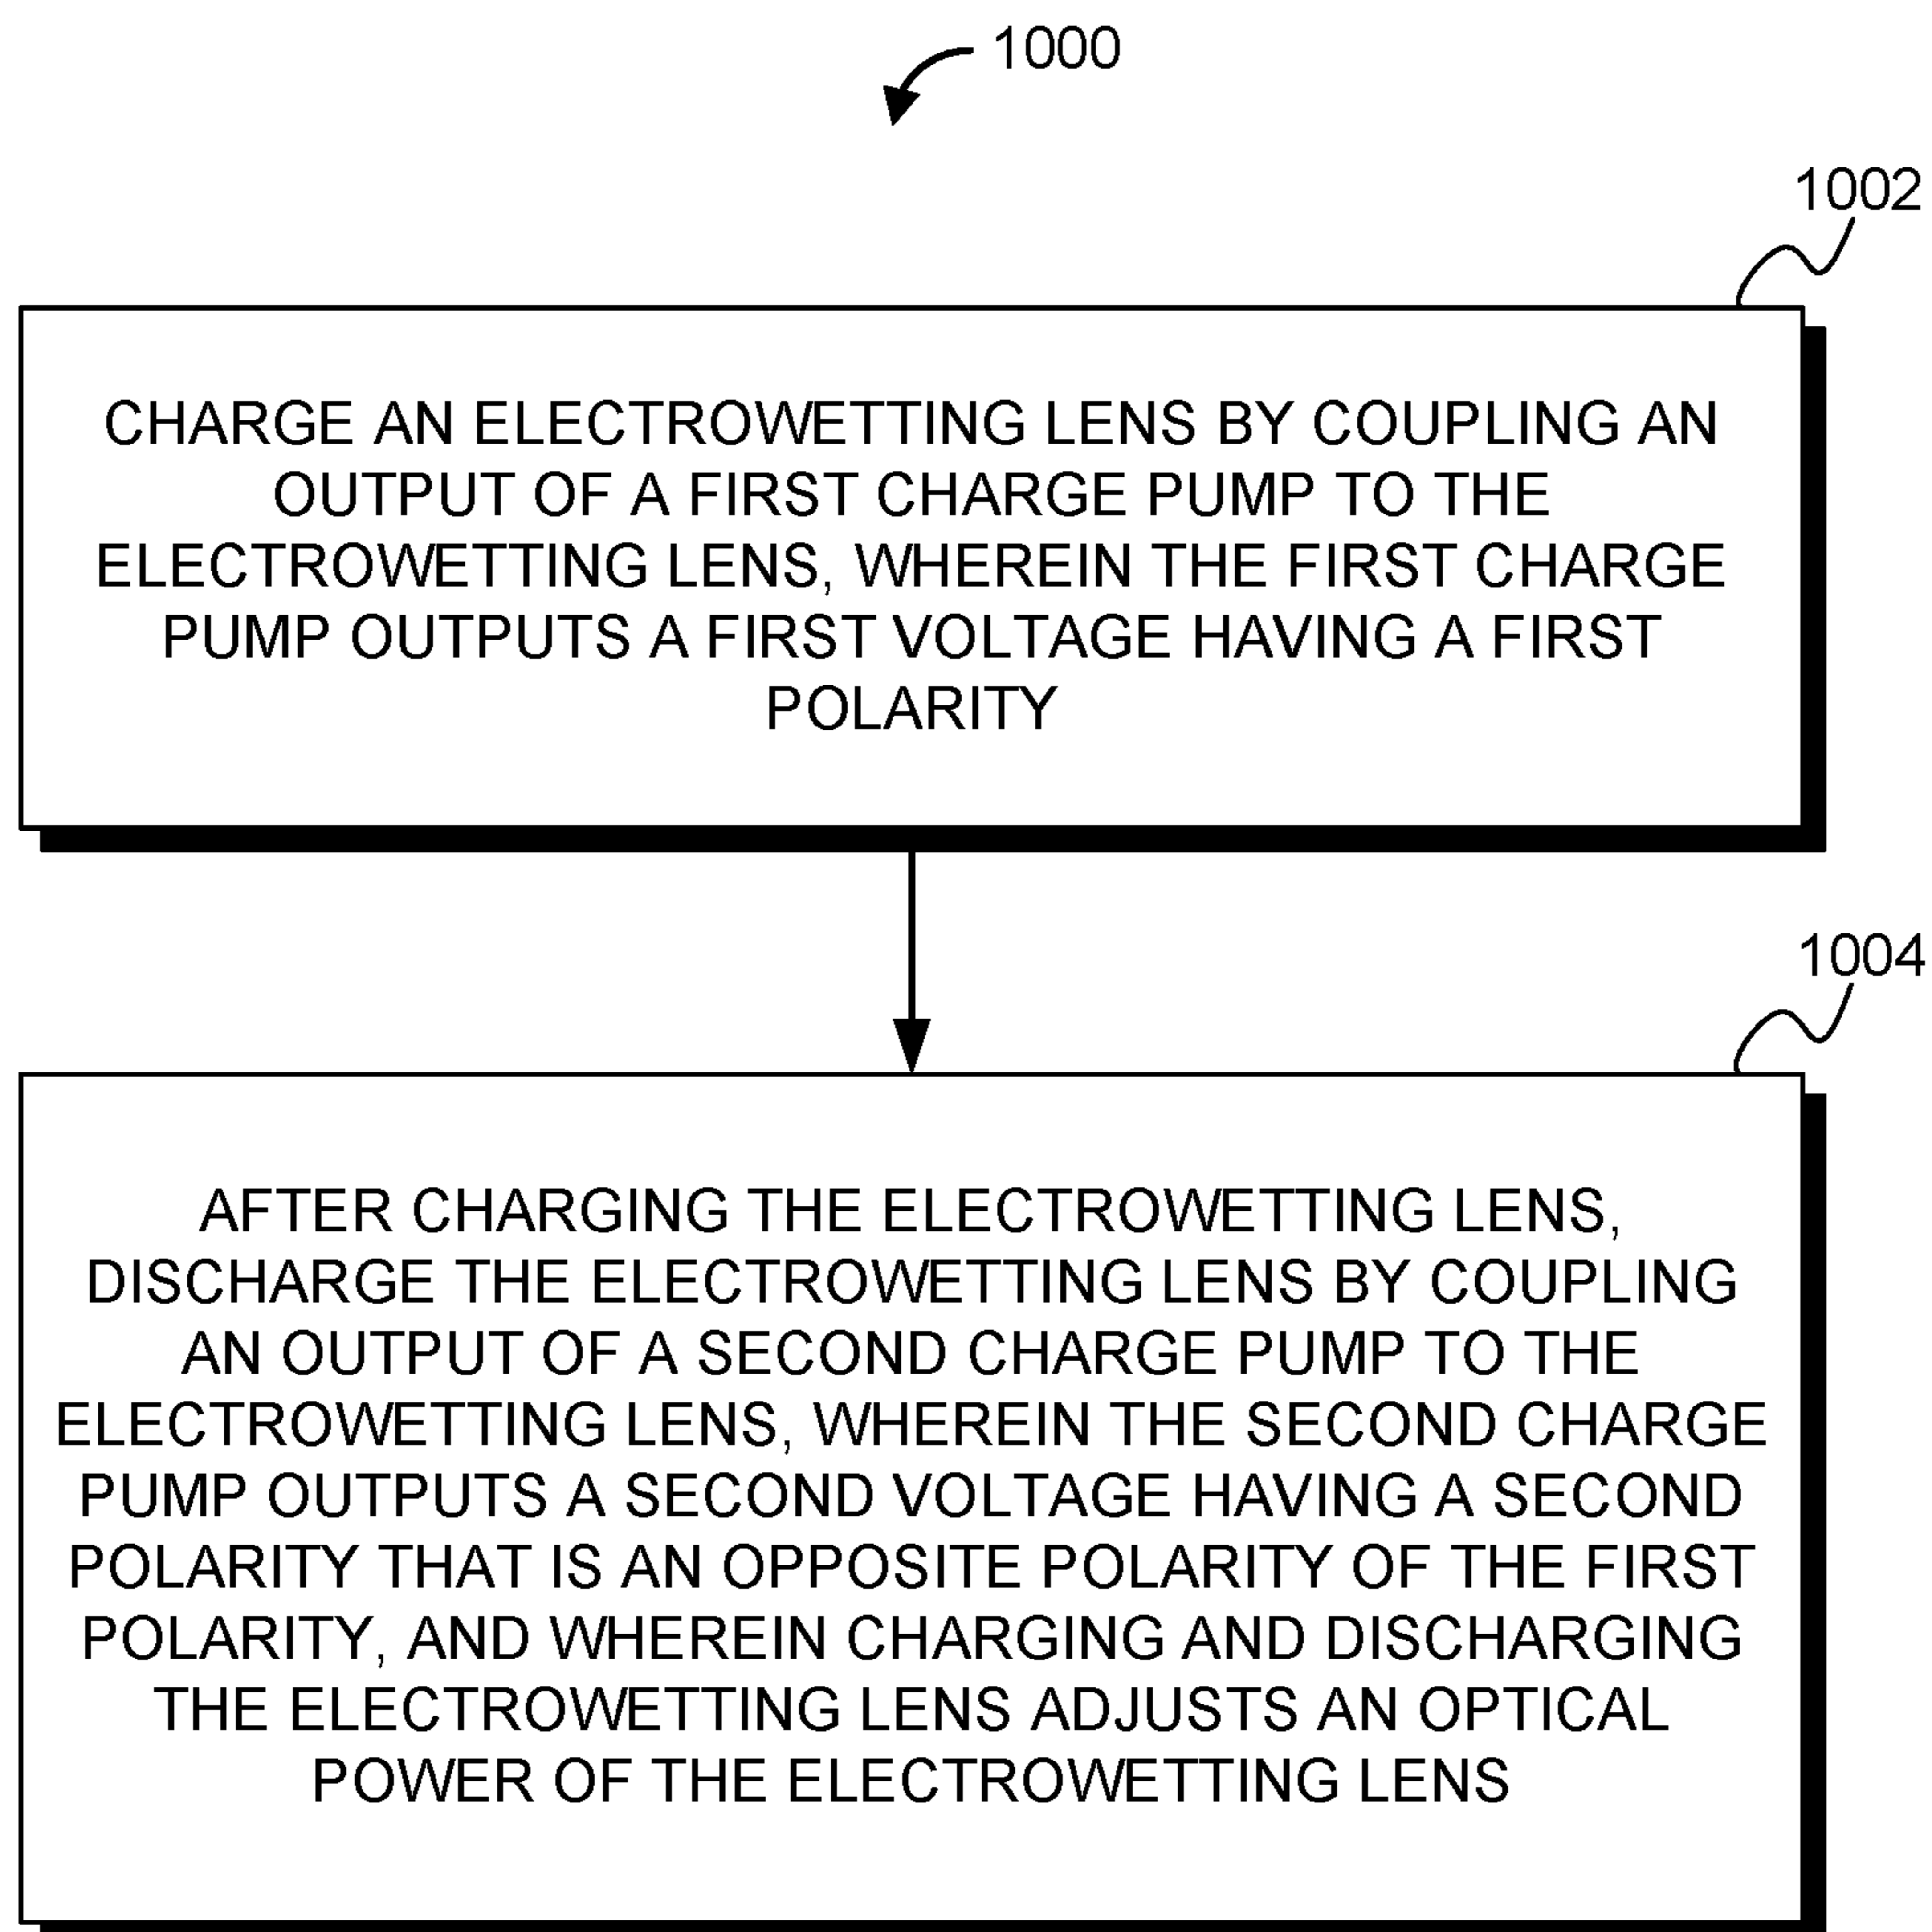 1000
1002
CHARGE AN ELECTROWETTING LENS BY COUPLING AN
OUTPUT OF A FIRST CHARGE PUMP TO THE
ELECTROWETTING LENS, WHEREIN THE FIRST CHARGE
PUMP OUTPUTS A FIRST VOLTAGE HAVING A FIRST
POLARITY
1004
AFTER CHARGING THE ELECTROWETTING LENS,
DISCHARGE THE ELECTROWETTING LENS BY COUPLING
AN OUTPUT OF A SECOND CHARGE PUMP TO THE
ELECTROWETTING LENS, WHEREIN THE SECOND CHARGE
PUMP OUTPUTS A SECOND VOLTAGE HAVING A SECOND
POLARITY THAT IS AN OPPOSITE POLARITY OF THE FIRST
POLARITY, AND WHEREIN CHARGING AND DISCHARGING
THE ELECTROWETTING LENS ADJUSTS AN OPTICAL
POWER OF THE ELECTROWETTING LENS